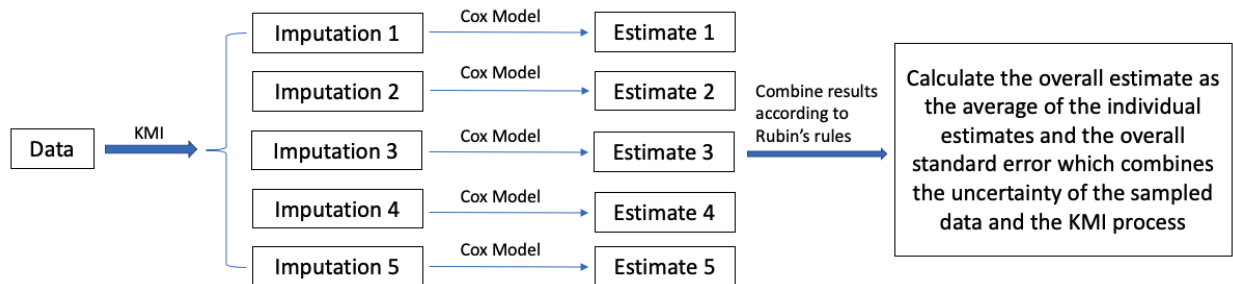 Data
KMI
Imputation 1
Cox Model
Estimate 1
Imputation 2
Cox Model
Estimate 2
Imputation 3
Cox Model
Estimate 3
Imputation 4
Cox Model
Estimate 4
Imputation 5
Cox Model
Estimate 5
Combine results
according to
Rubin’s rules
Calculate the overall estimate as
the average of the individual
estimates and the overall
standard error which combines
the uncertainty of the sampled
data and the KMI process